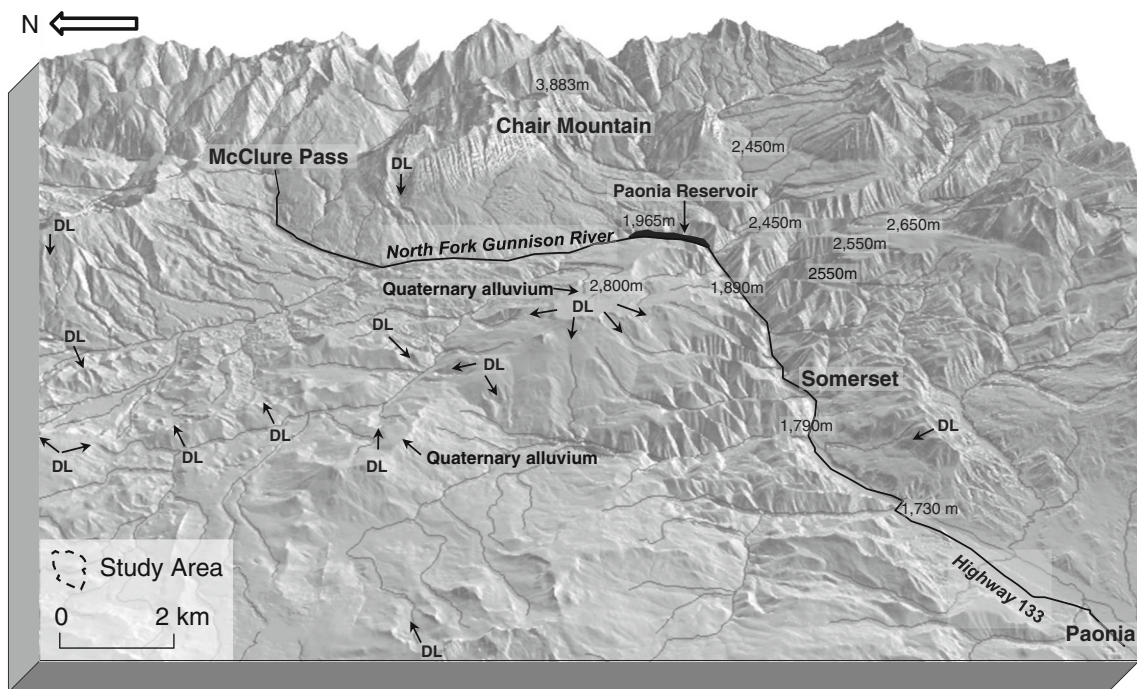 N
3,883m
Chair Mountain
2,450m
McClure Pass
DL
Paonia Reservoir
DL
1,965m
2,450m
2,650m
North Fork Gunnison River
2,550m
2550m
Quaternary alluvium
2,800m
1,890m
DL
DL
DL
DL
Somerset
DL
DL
DL
1,790m
DL
DL
DL
Quaternary alluvium
1,730 m
Study Area
Highway 133
0 2 km
Paonia
DL